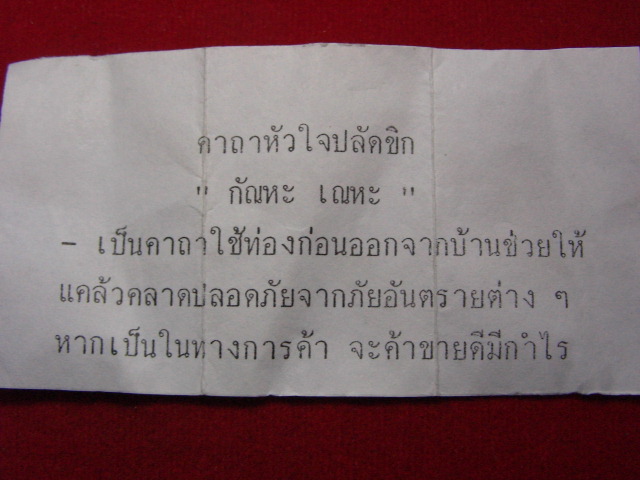 คาถาหัวใจปลัดขิก
" กัณหะ เณหะ "
- เป็นคาถาใช้ท่องก่อนออกจากบ้านช่วยให้
แคล้วคลาดปลอดภัยจากภัยอันตรายต่าง ๆ
หากเป็นในทางการค้า จะค้าขายดีมีกำไร